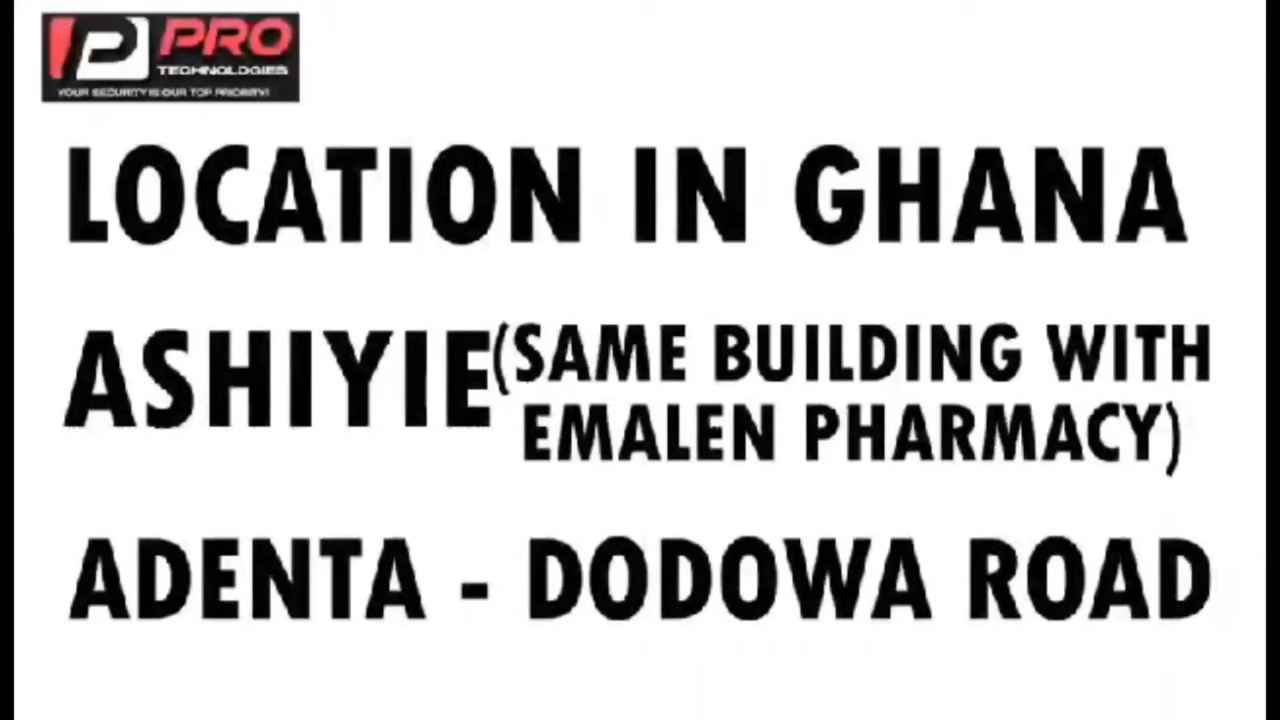 PRO
TECHNOLOGIES
YOUR SECURITY IS OUR TOP PRIORITY!
LOCATION IN GHANA
ASHIYIE (SAME BUILDING WITH
EMALEN PHARMACY)
ADENTA - DODOWA ROAD